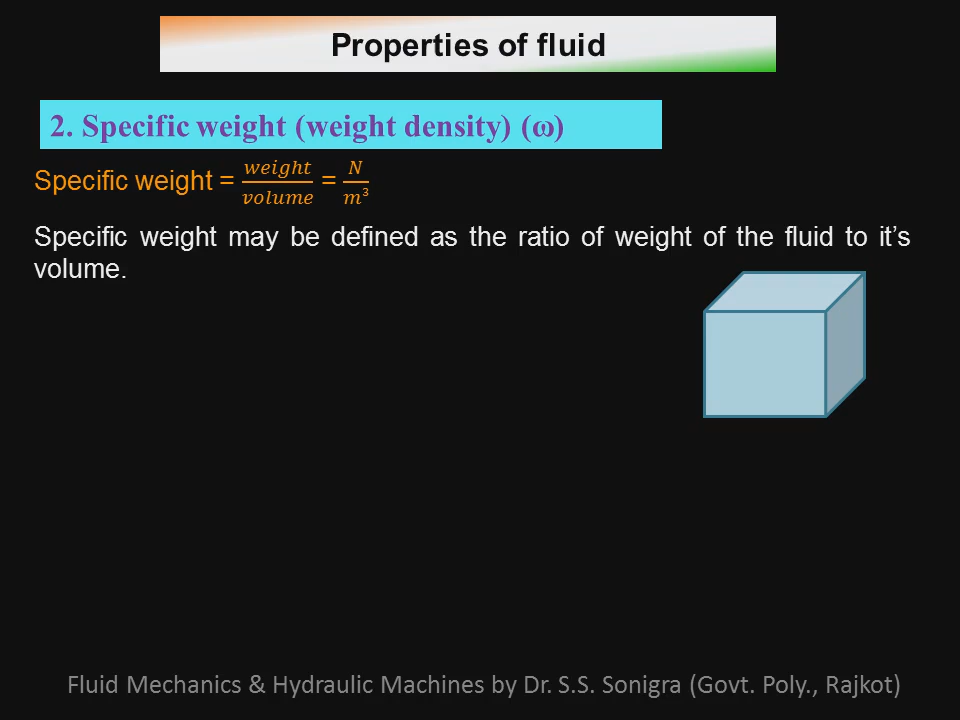 Properties of fluid
2. Specific weight (weight density) (ω)
Specific weight = weight/volume = N/m³
Specific weight may be defined as the ratio of weight of the fluid to it’s
volume.
Fluid Mechanics & Hydraulic Machines by Dr. S.S. Sonigra (Govt. Poly., Rajkot)